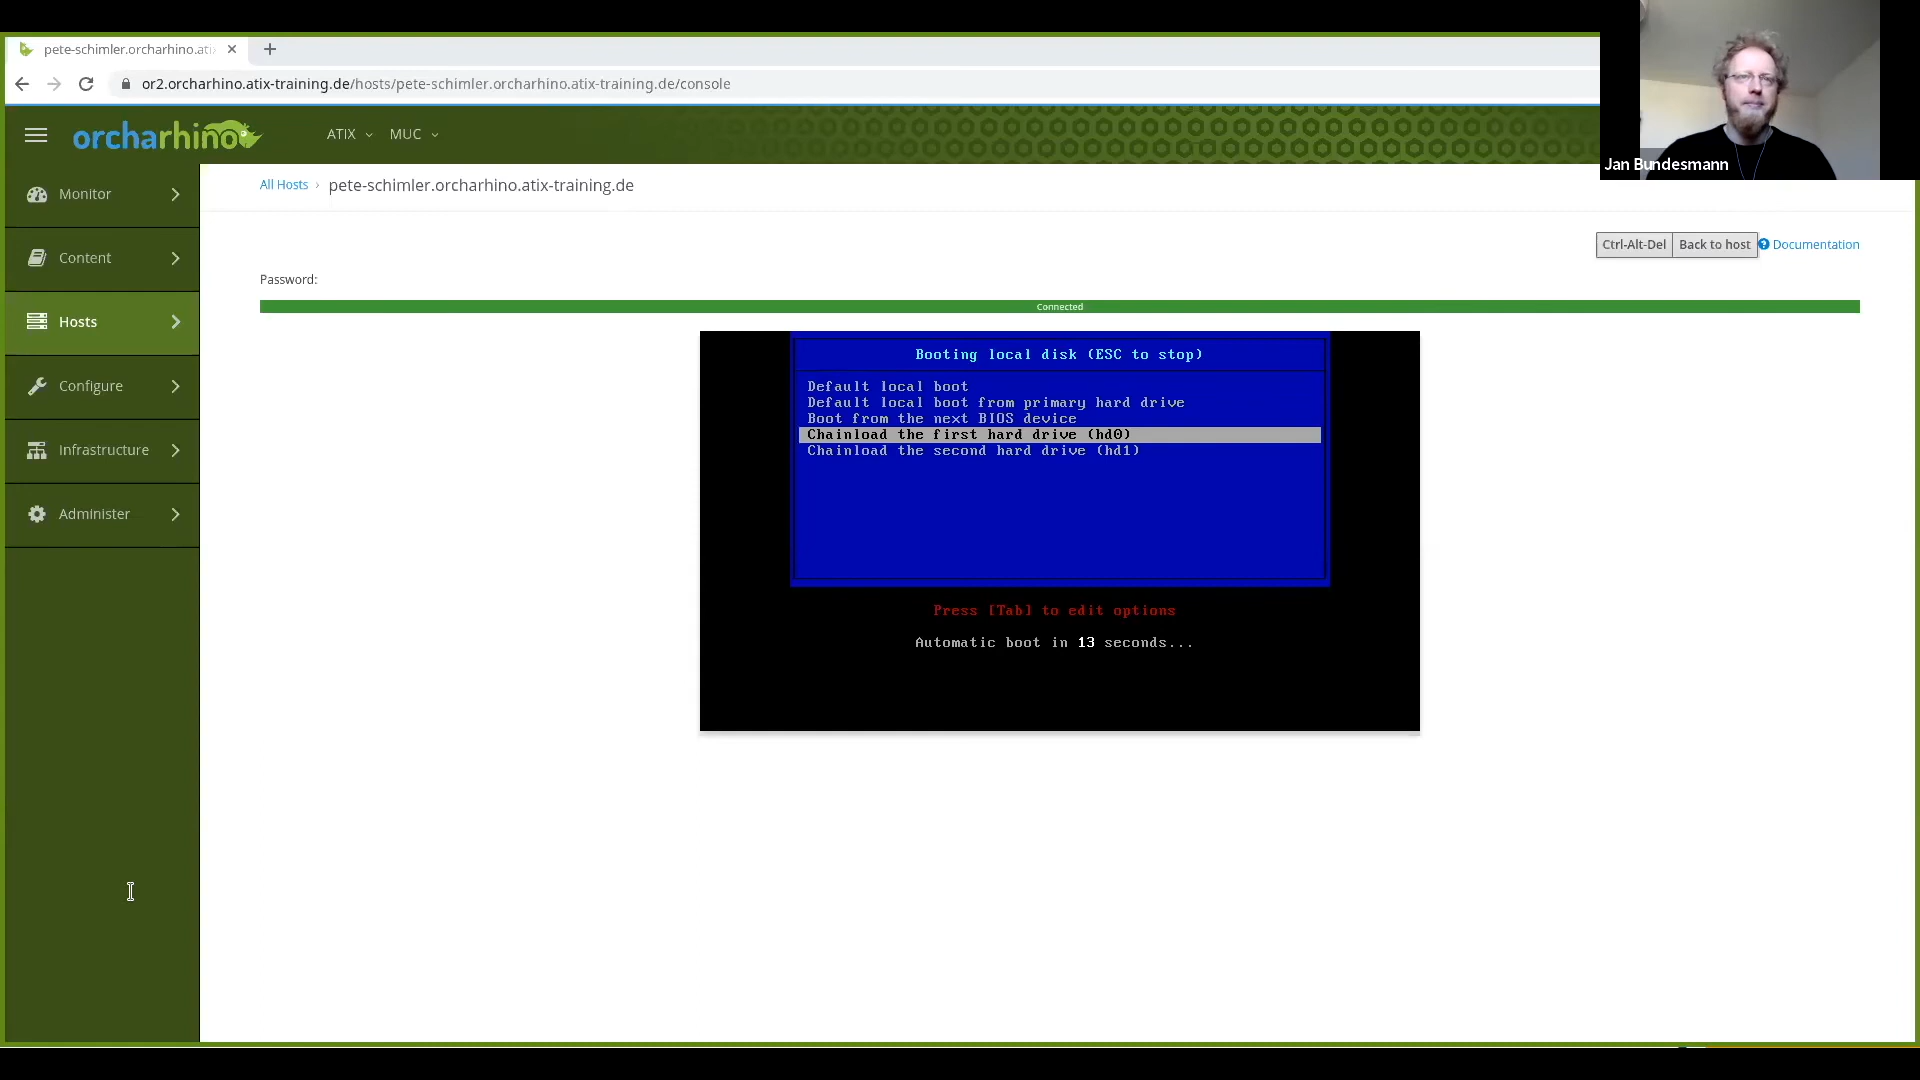 pete-schimler.orcharhino.ati
or2.orcharhino.atix-training.de/hosts/pete-schimler.orcharhino.atix-training.de/console
orcharhino
ATIX
MUC
Jan Bundesmann
Monitor
Content
Hosts
Configure
Infrastructure
Administer
All Hosts › pete-schimler.orcharhino.atix-training.de
Ctrl-Alt-Del
Back to host
Documentation
Password:
Connected
Booting local disk (ESC to stop)
Default local boot
Default local boot from primary hard drive
Boot from the next BIOS device
Chainload the first hard drive (hd0)
Chainload the second hard drive (hd1)
Press [Tab] to edit options
Automatic boot in 13 seconds...